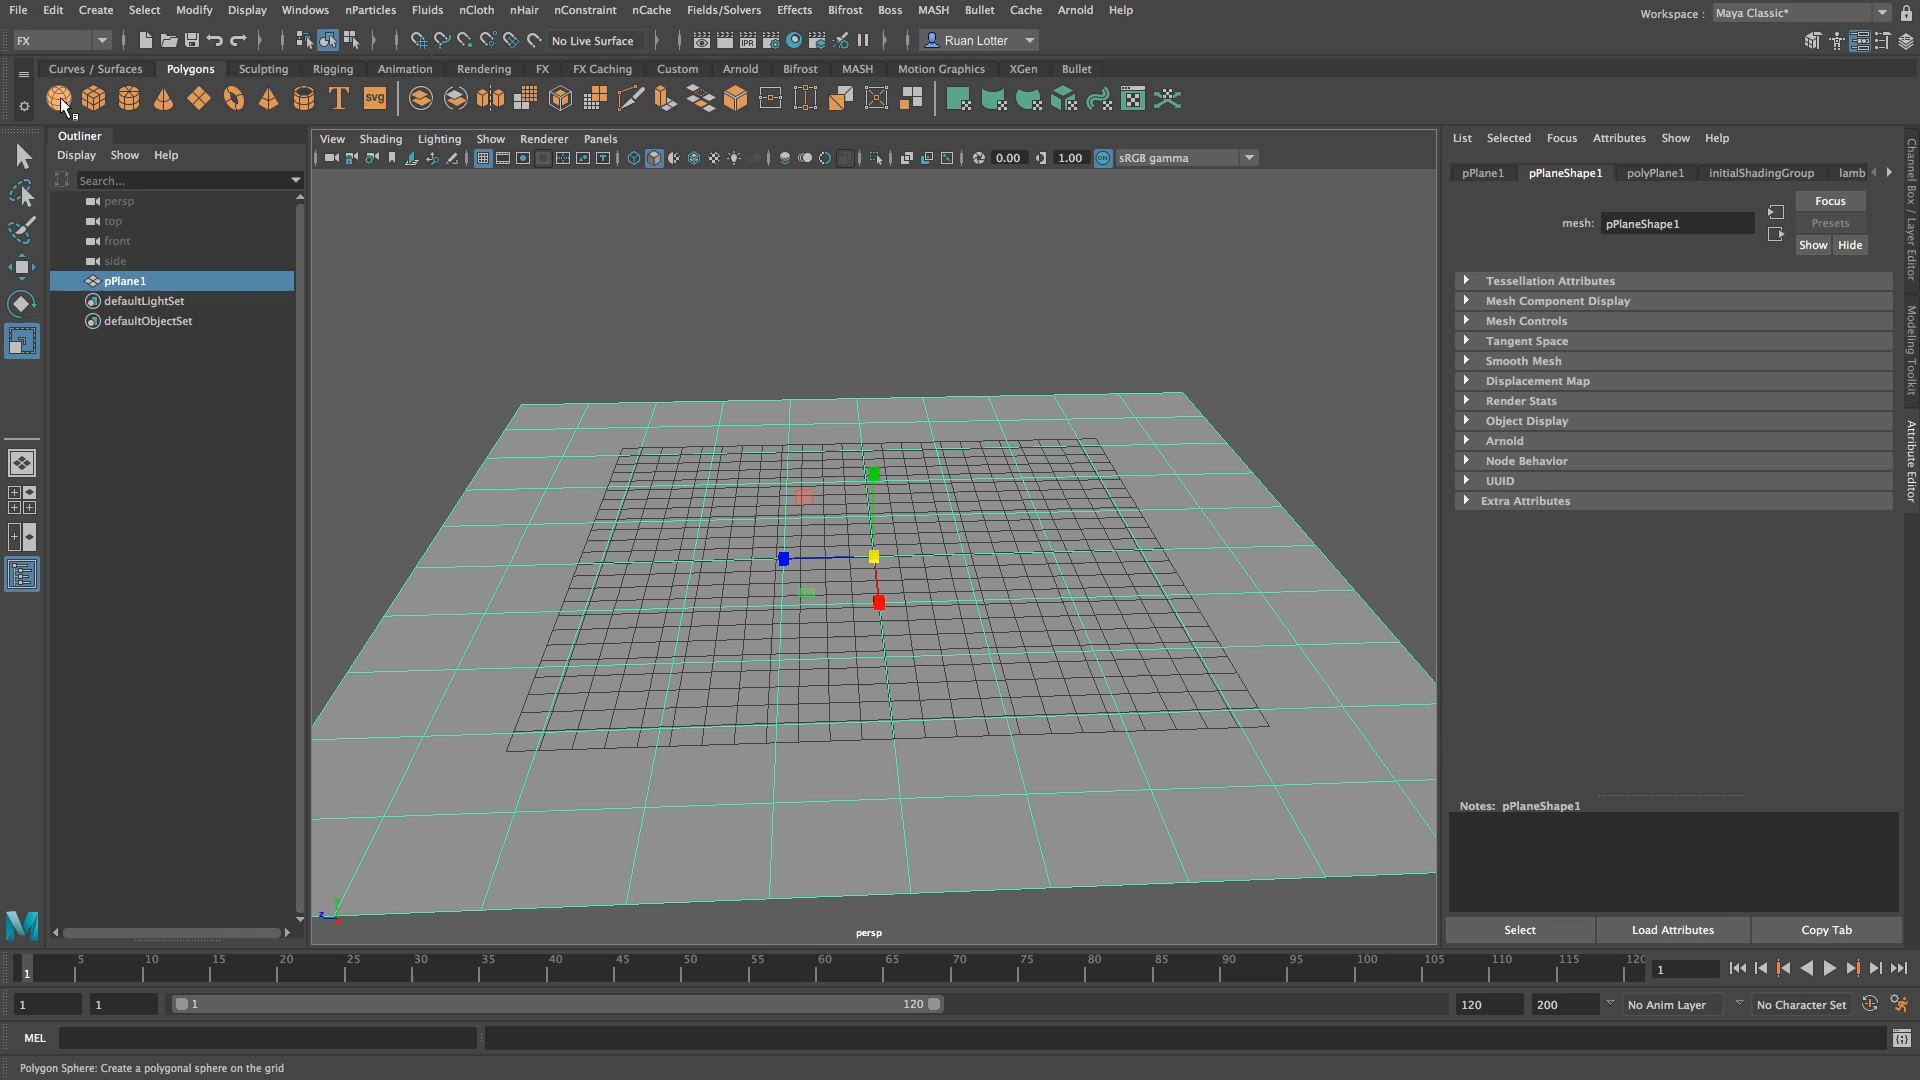 File Edit Create Select Modify Display Windows nParticles Fluids nCloth nHair nConstraint nCache Fields/Solvers Effects Bifrost Boss MASH Bullet Cache Arnold Help
Workspace : Maya Classic*
FX No Live Surface Ruan Lotter
Curves / Surfaces Polygons Sculpting Rigging Animation Rendering FX FX Caching Custom Arnold Bifrost MASH Motion Graphics XGen Bullet
T SVG
Outliner
Display Show Help
Search...
persp
top
front
side
pPlane1
defaultLightSet
defaultObjectSet
View Shading Lighting Show Renderer Panels
0.00 1.00 ON sRGB gamma
persp
List Selected Focus Attributes Show Help
pPlane1 pPlaneShape1 polyPlane1 initialShadingGroup lamb
mesh: pPlaneShape1
Focus
Presets
Show Hide
Tessellation Attributes
Mesh Component Display
Mesh Controls
Tangent Space
Smooth Mesh
Displacement Map
Render Stats
Object Display
Arnold
Node Behavior
UUID
Extra Attributes
Notes: pPlaneShape1
Select Load Attributes Copy Tab
Channel Box / Layer Editor
Modeling Toolkit
Attribute Editor
1 5 10 15 20 25 30 35 40 45 50 55 60 65 70 75 80 85 90 95 100 105 110 115 120 1
1 1 1 120 120 200 No Anim Layer No Character Set
MEL
Polygon Sphere: Create a polygonal sphere on the grid